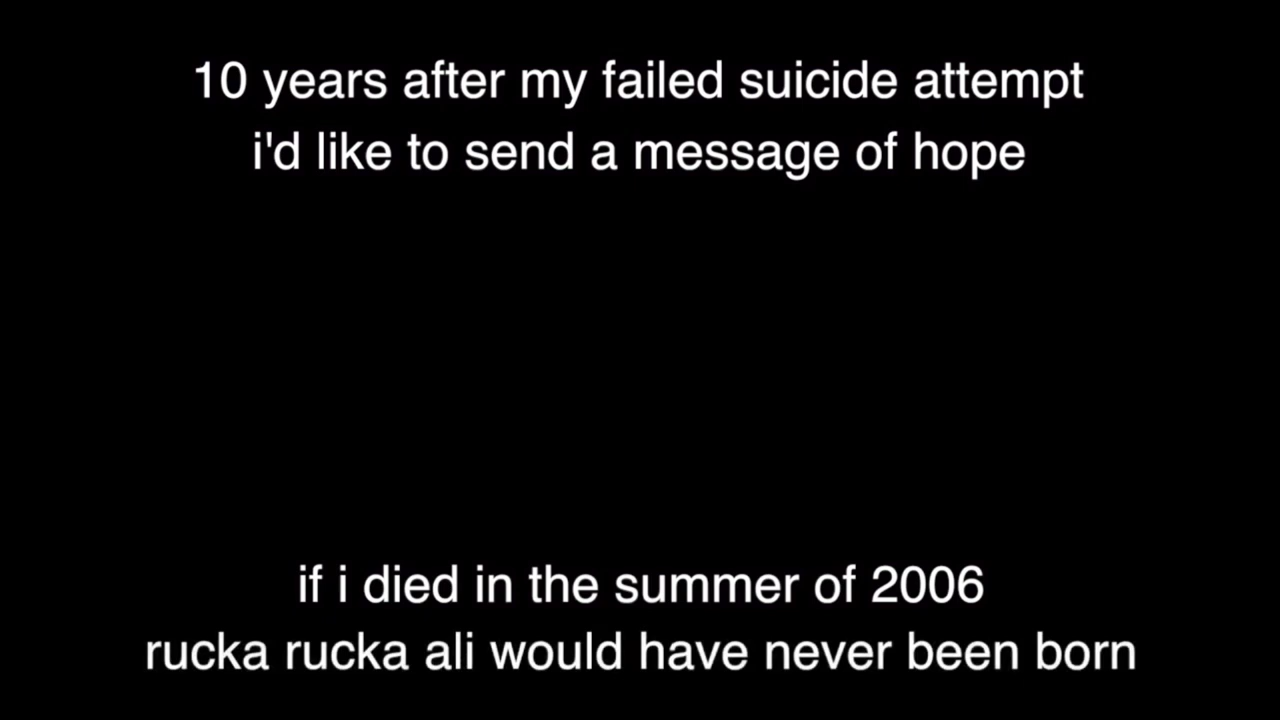 10 years after my failed suicide attempt
i'd like to send a message of hope
if i died in the summer of 2006
rucka rucka ali would have never been born